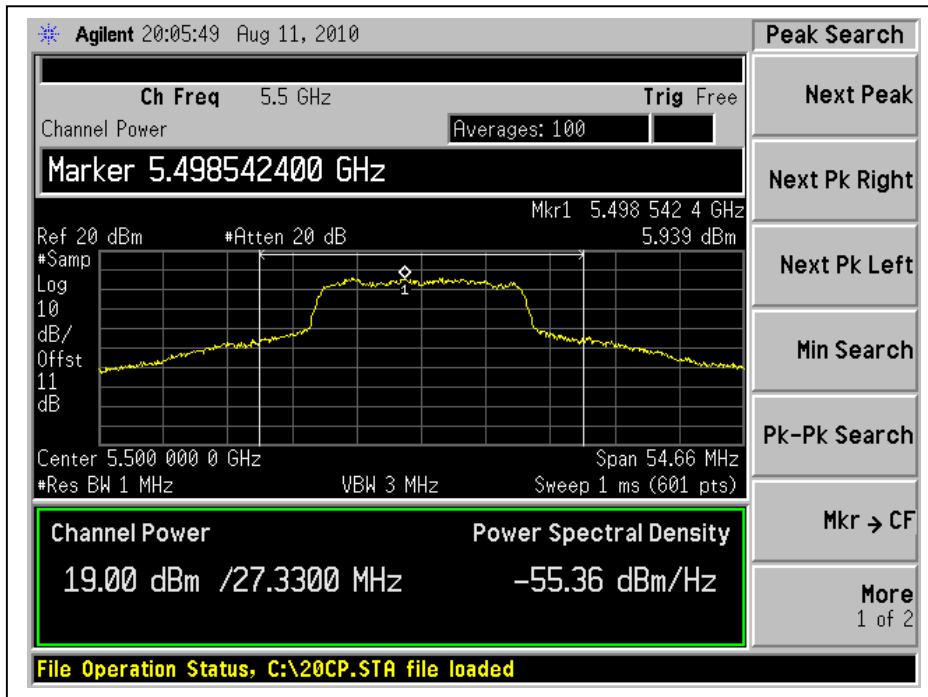 Agilent 20:05:49 Aug 11, 2010
Peak Search
Ch Freq 5.5 GHz Trig Free
Channel Power Averages: 100
Marker 5.498542400 GHz
Mkr1 5.498 542 4 GHz
Ref 20 dBm #Atten 20 dB 5.939 dBm
#Samp
Log
10
dB/
Offst
11
dB
1
Center 5.500 000 0 GHz Span 54.66 MHz
#Res BW 1 MHz VBW 3 MHz Sweep 1 ms (601 pts)
Channel Power Power Spectral Density
19.00 dBm /27.3300 MHz -55.36 dBm/Hz
File Operation Status, C:\20CP.STA file loaded
Next Peak
Next Pk Right
Next Pk Left
Min Search
Pk-Pk Search
Mkr → CF
More
1 of 2